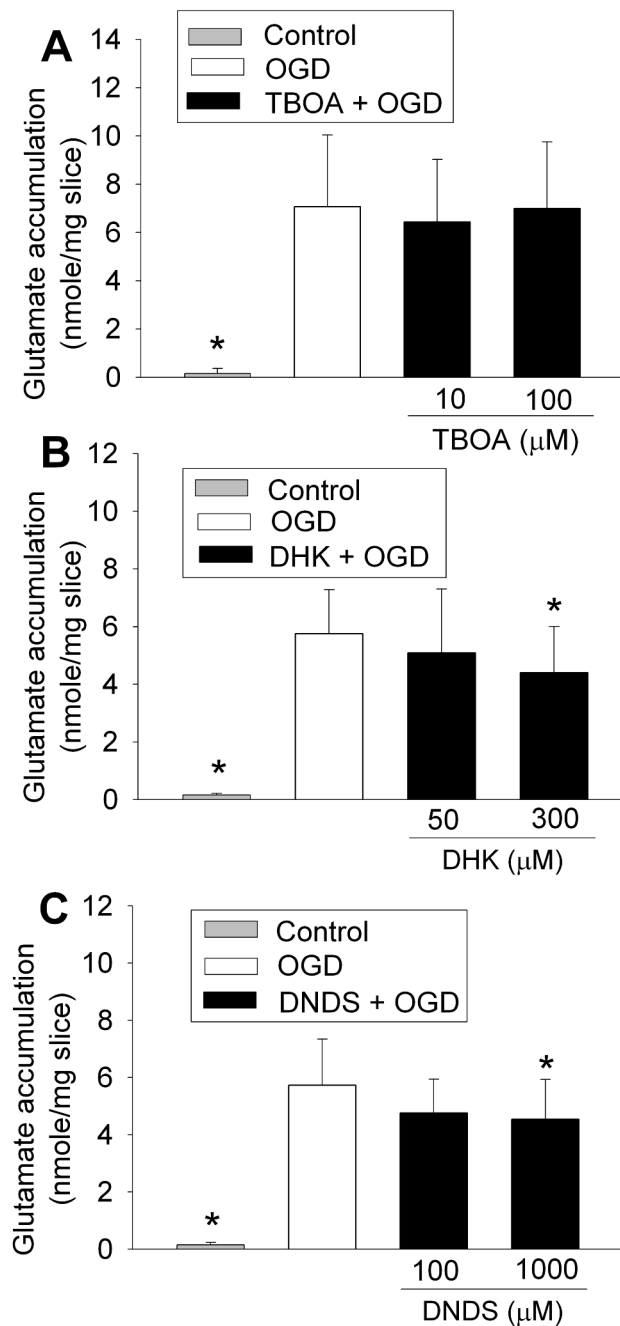 A
Control
OGD
TBOA + OGD
Glutamate accumulation
(nmole/mg slice)
14
12
10
8
6
4
2
0
*
10 100
TBOA (μM)
B
Control
OGD
DHK + OGD
Glutamate accumulation
(nmole/mg slice)
12
10
8
6
4
2
0
*
*
50 300
DHK (μM)
C
Control
OGD
DNDS + OGD
Glutamate accumulation
(nmole/mg slice)
12
10
8
6
4
2
0
*
*
100 1000
DNDS (μM)